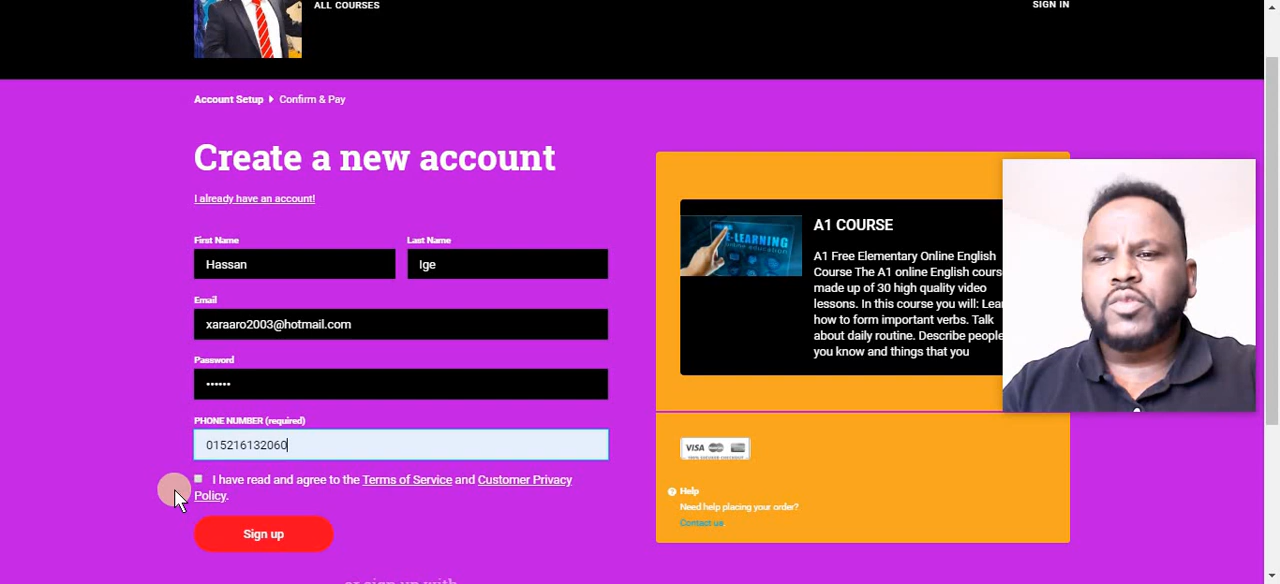 ALL COURSES
SIGN IN
Account Setup Confirm & Pay
Create a new account
I already have an account!
First Name
Last Name
Hassan
Ige
Email
xaraaro2003@hotmail.com
Password
••••••
PHONE NUMBER (required)
015216132060
I have read and agree to the Terms of Service and Customer Privacy
Policy.
Sign up
or sign up with
E-LEARNING
A1 COURSE
A1 Free Elementary Online English
Course The A1 online English
made up of 30 high quality video
lessons. In this course you will:
how to form important verbs. Talk
about daily routine. Describe people
you know and things that you
VISA
Help
Need help placing your order?
Contact us